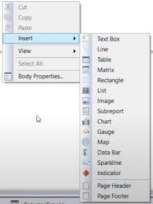 Cut
Copy
Paste
Insert
View
Select All
Body Properties...
Text Box
Line
Table
Matrix
Rectangle
List
Image
Subreport
Chart
Gauge
Map
Data Bar
Sparkline
Indicator
Page Header
Page Footer